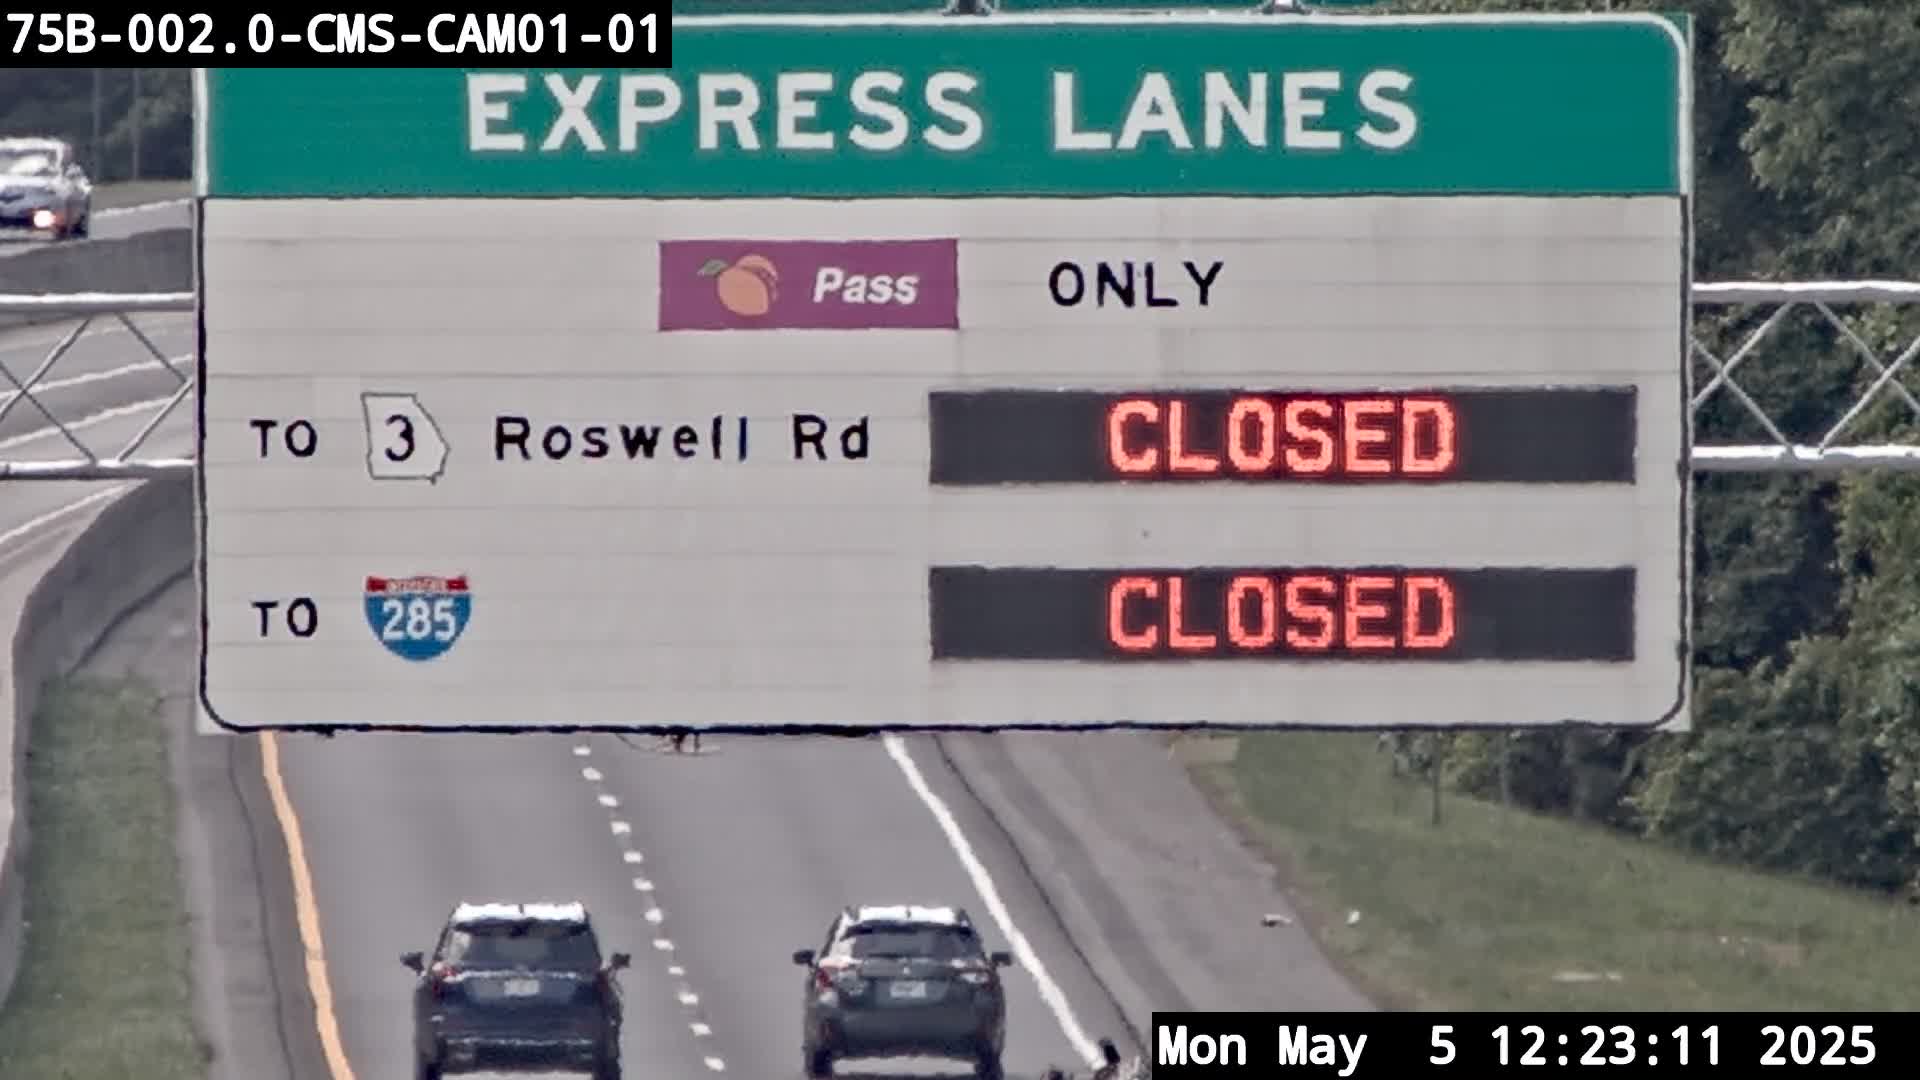 75B-002.0-CMS-CAM01-01
EXPRESS LANES
Pass ONLY
TO 3 Roswell Rd CLOSED
TO 285 CLOSED
Mon May 5 12:23:11 2025